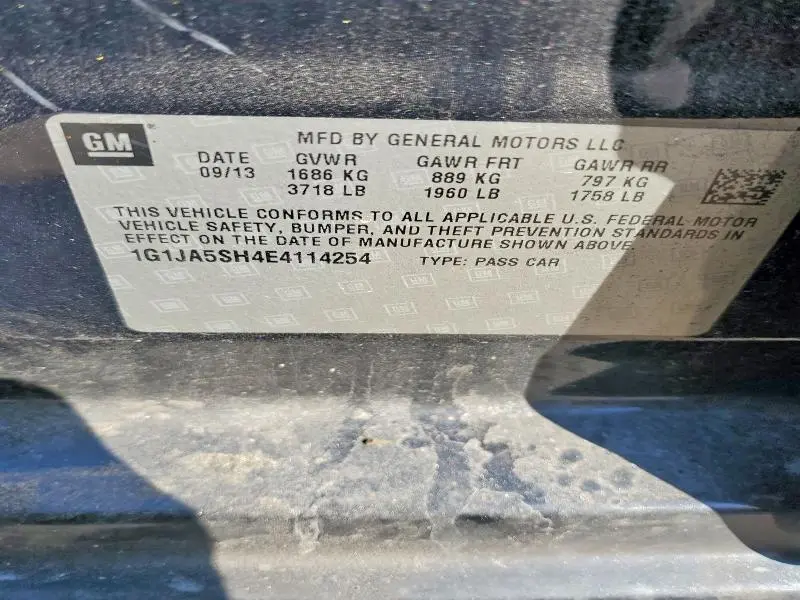 GM
MFD BY GENERAL MOTORS LLC
DATE GVWR GAWR FRT GAWR RR
09/13 1686 KG 889 KG 797 KG
3718 LB 1960 LB 1758 LB
THIS VEHICLE CONFORMS TO ALL APPLICABLE U.S. FEDERAL MOTOR
VEHICLE SAFETY, BUMPER, AND THEFT PREVENTION STANDARDS IN
EFFECT ON THE DATE OF MANUFACTURE SHOWN ABOVE.
1G1JA5SH4E4114254 TYPE: PASS CAR